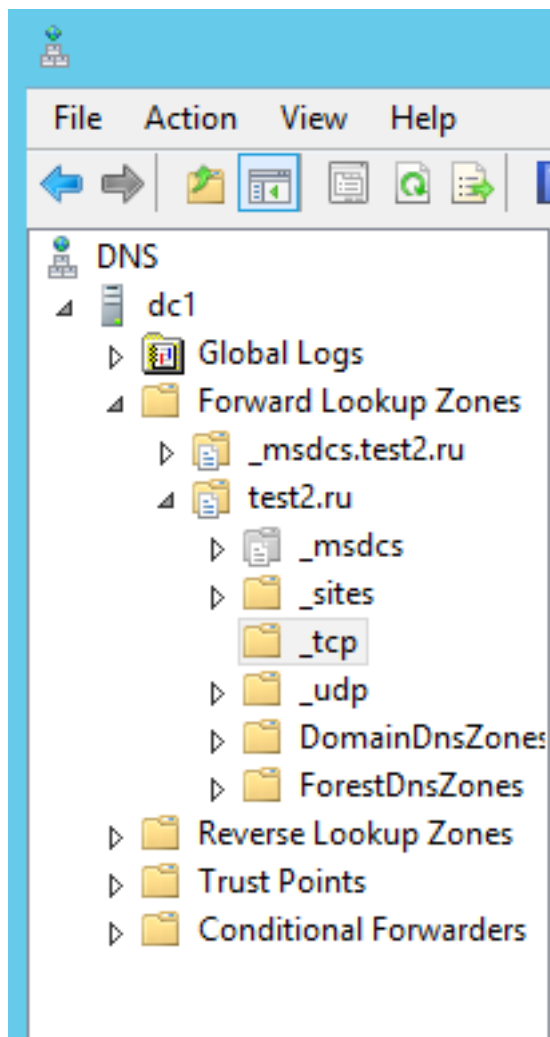 File Action View Help
DNS
dc1
Global Logs
Forward Lookup Zones
_msdcs.test2.ru
test2.ru
_msdcs
_sites
_tcp
_udp
DomainDnsZones
ForestDnsZones
Reverse Lookup Zones
Trust Points
Conditional Forwarders